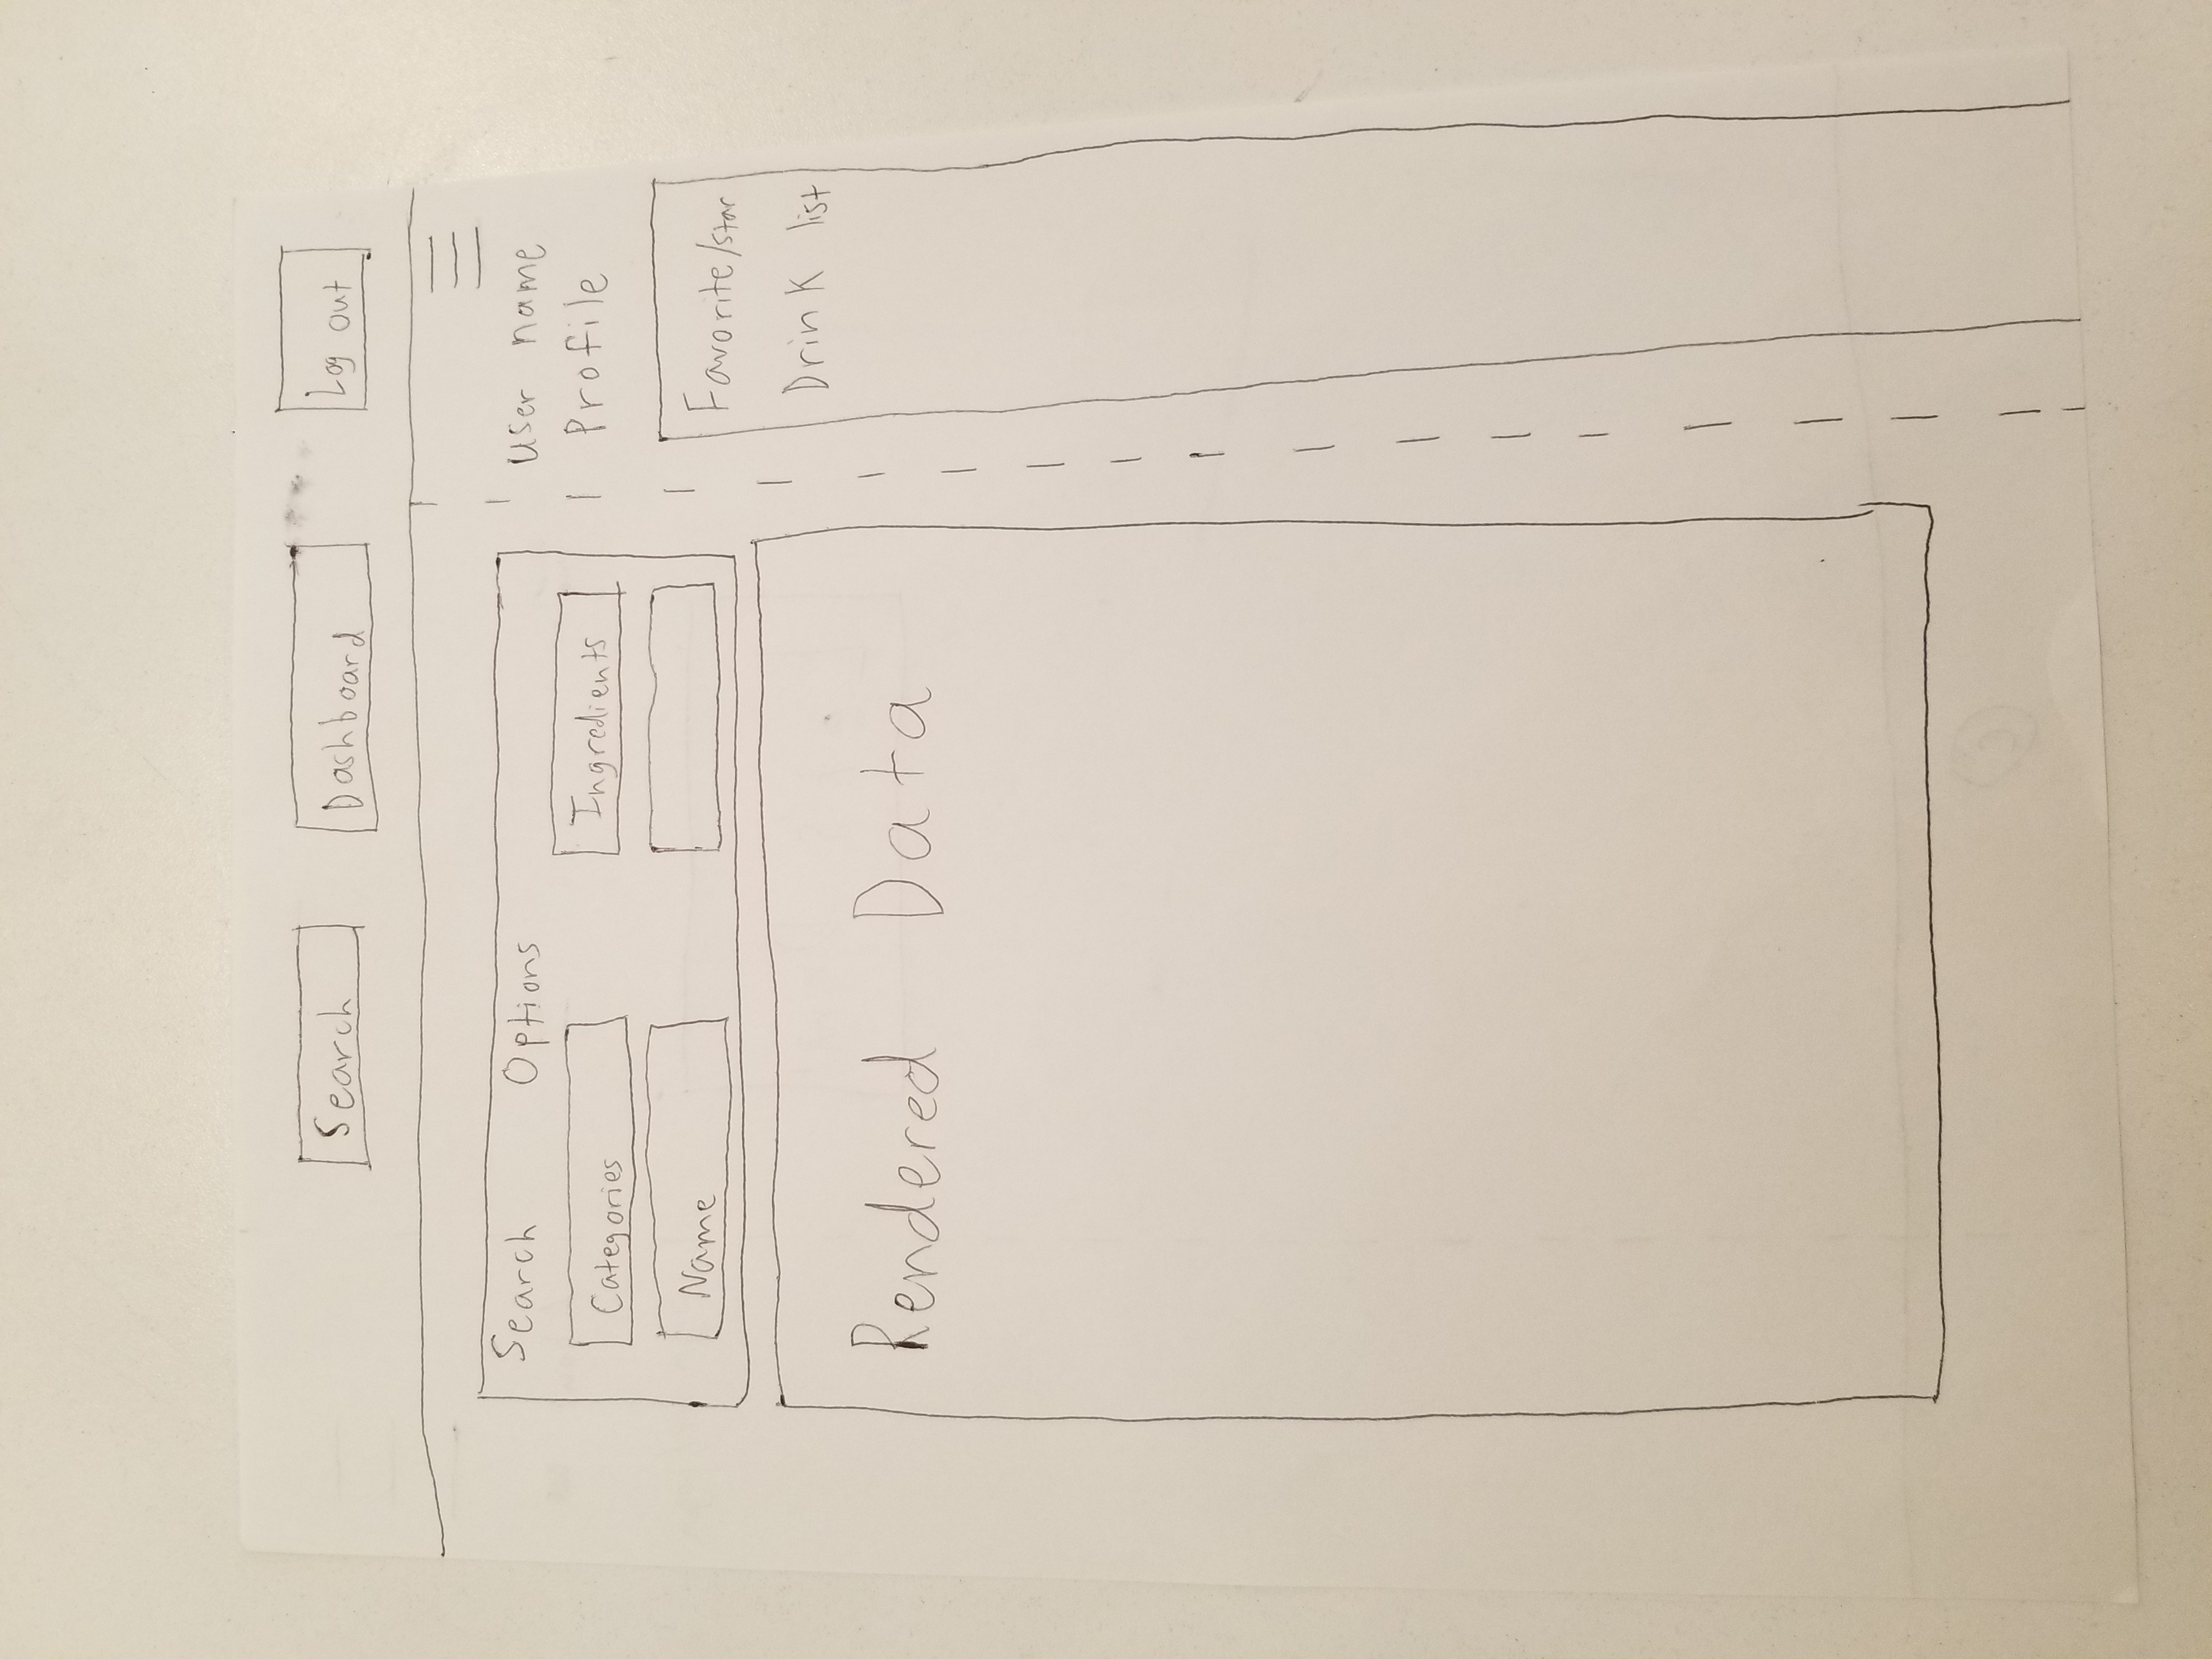 Search Dashboard Log out
Search Options
Categories Ingredients
Name
User name
Profile
Favorite/star
Drink list
Rendered Data